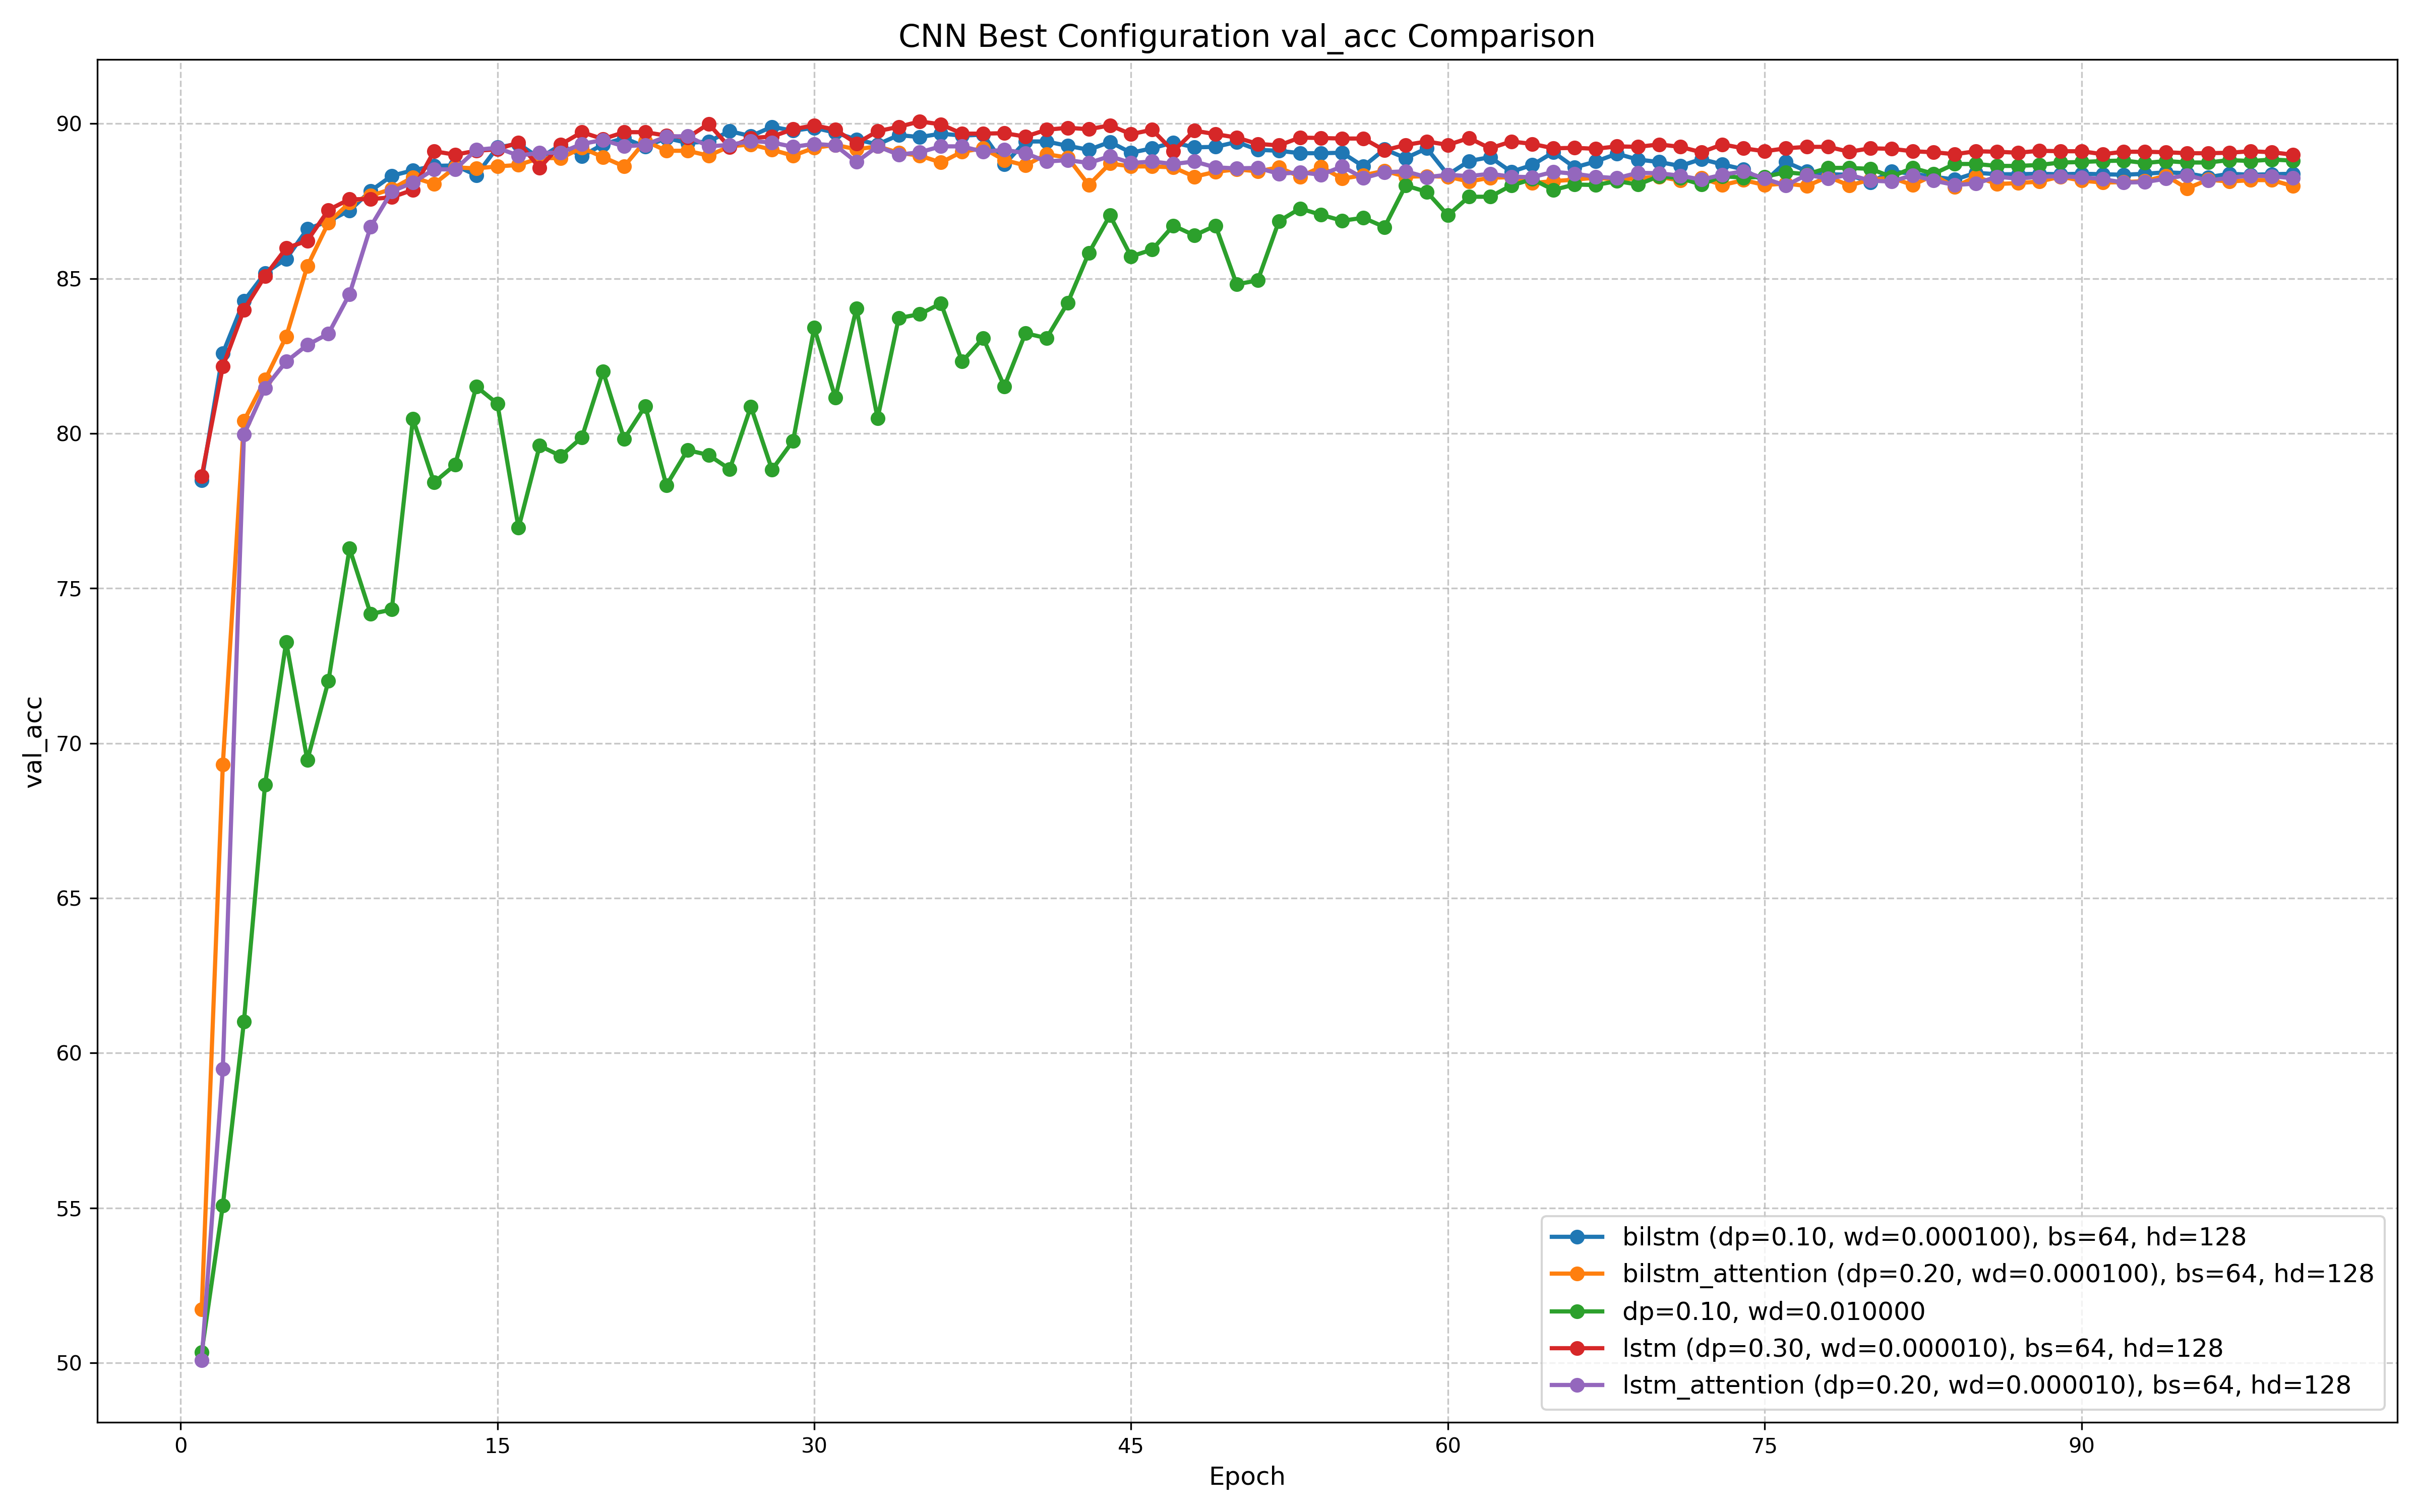 CNN Best Configuration val_acc Comparison
val_acc
90
85
80
75
70
65
60
55
50
0 15 30 45 60 75 90
Epoch
bilstm (dp=0.10, wd=0.000100), bs=64, hd=128
bilstm_attention (dp=0.20, wd=0.000100), bs=64, hd=128
dp=0.10, wd=0.010000
lstm (dp=0.30, wd=0.000010), bs=64, hd=128
lstm_attention (dp=0.20, wd=0.000010), bs=64, hd=128